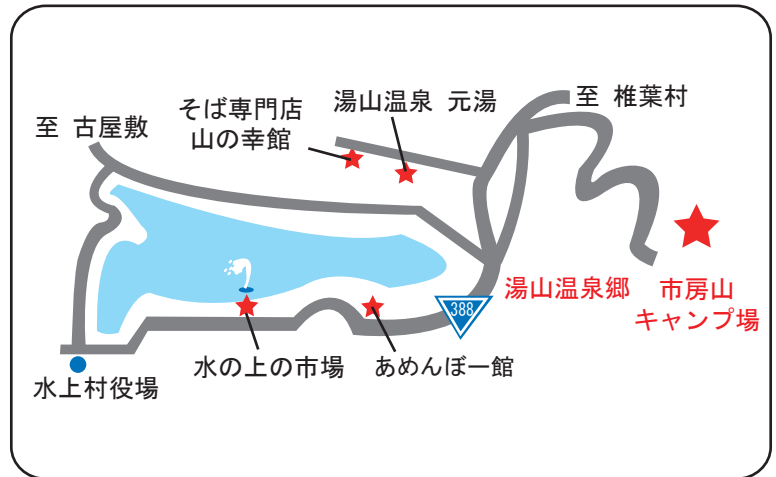 至 古屋敷
そば専門店
山の幸館
湯山温泉 元湯
至 椎葉村
388
湯山温泉郷
市房山
キャンプ場
水の上の市場
あめんぼ一館
水上村役場